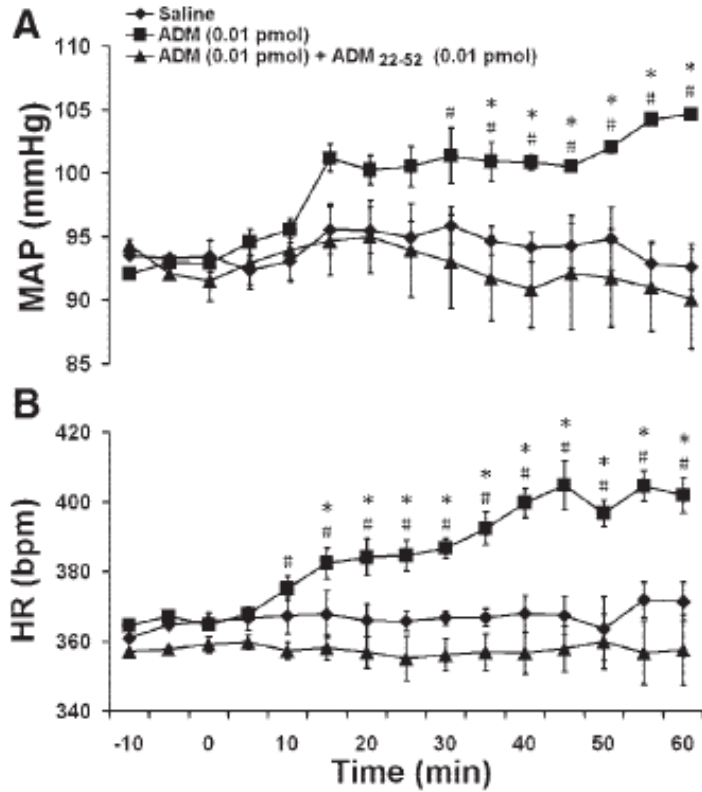 A
Saline
ADM (0.01 pmol)
ADM (0.01 pmol) + ADM 22-52 (0.01 pmol)
110
105
100
95
90
85
MAP (mmHg)
# * # * # * # * # * # * #
B
420
400
380
360
340
HR (bpm)
# * # * # * # * # * # * # * # * # * # * #
-10 0 10 20 30 40 50 60
Time (min)